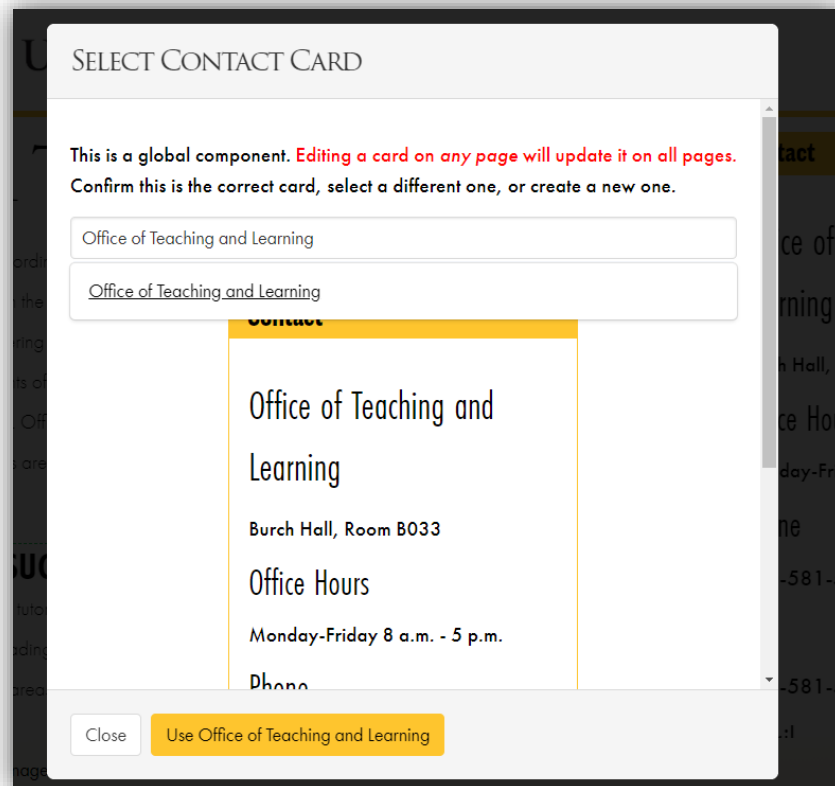 SELECT CONTACT CARD
This is a global component. Editing a card on any page will update it on all pages.
Confirm this is the correct card, select a different one, or create a new one.
Office of Teaching and Learning
Office of Teaching and Learning
Contact
Office of Teaching and
Learning
Burch Hall, Room B033
Office Hours
Monday-Friday 8 a.m. - 5 p.m.
Phone
Close
Use Office of Teaching and Learning